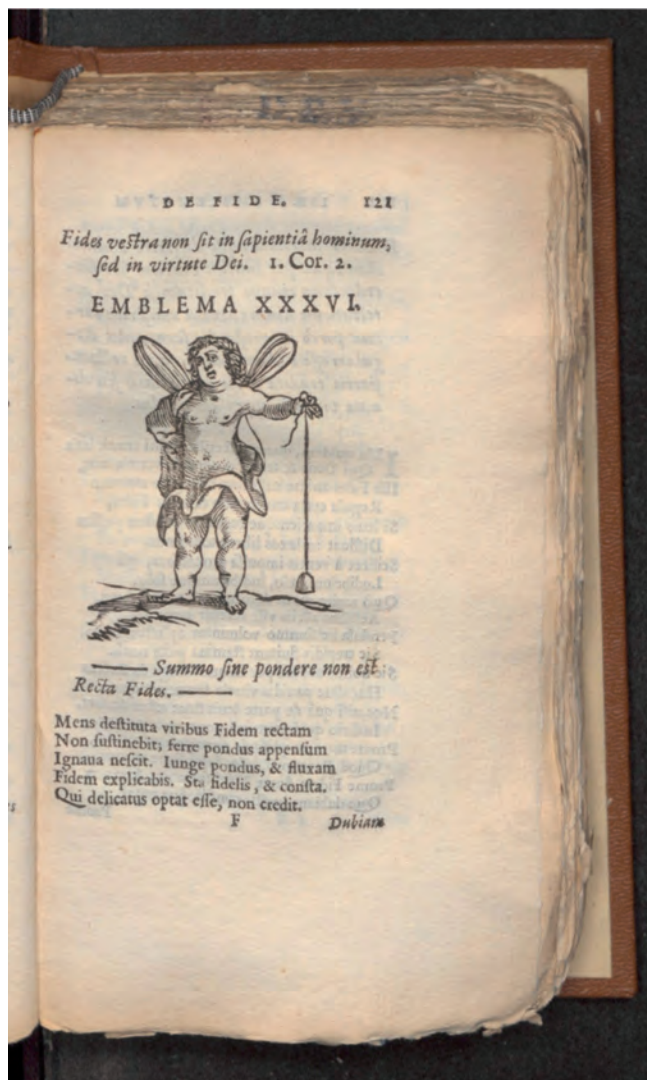 DE FIDE. 121
Fides vestra non sit in sapientiâ hominum,
sed in virtute Dei. 1. Cor. 2.
EMBLEMA XXXVI.
—— Summo sine pondere non est
Recta Fides. ——
Mens destituta viribus Fidem rectam
Non sustinebit; ferre pondus appensum
Ignaua nescit. Iunge pondus, & fluxam
Fidem explicabis. Sta fidelis, & consta.
Qui delicatus optat esse, non credit.
F Dubiam